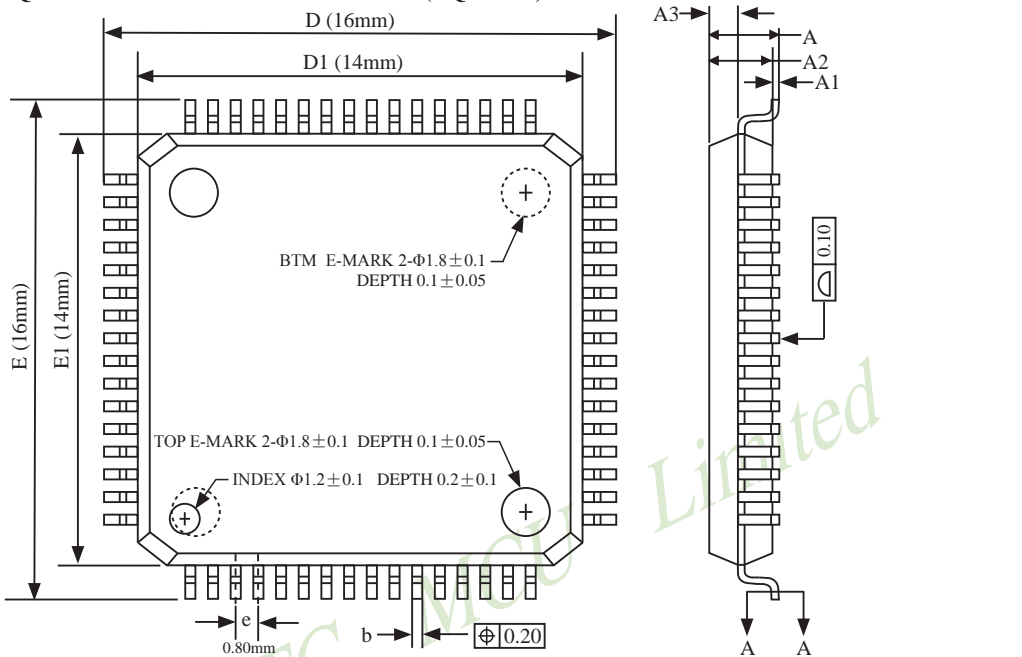 D (16mm)
D1 (14mm)
A3
A
A2
A1
E (16mm)
E1 (14mm)
BTM E-MARK 2-Φ1.8±0.1
DEPTH 0.1±0.05
0.10
TOP E-MARK 2-Φ1.8±0.1 DEPTH 0.1±0.05
INDEX Φ1.2±0.1 DEPTH 0.2±0.1
e
0.80mm
b
⌖ 0.20
A
A
MCU Limited